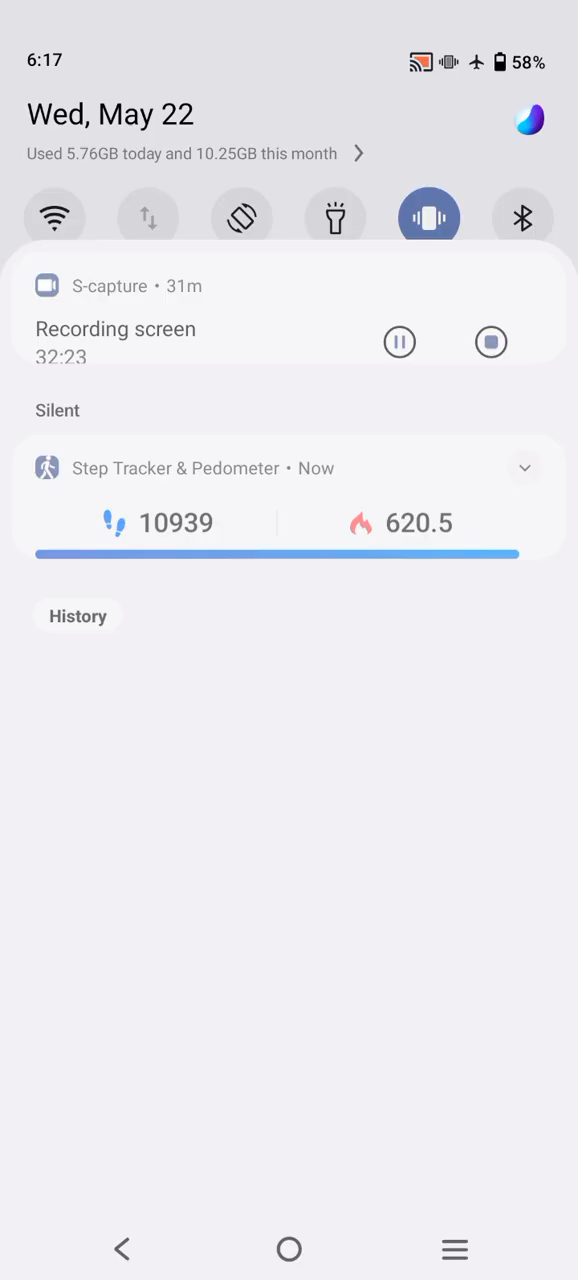 6:17
58%
Wed, May 22
Used 5.76GB today and 10.25GB this month
S-capture • 31m
Recording screen
32:23
Silent
Step Tracker & Pedometer • Now
10939
620.5
History